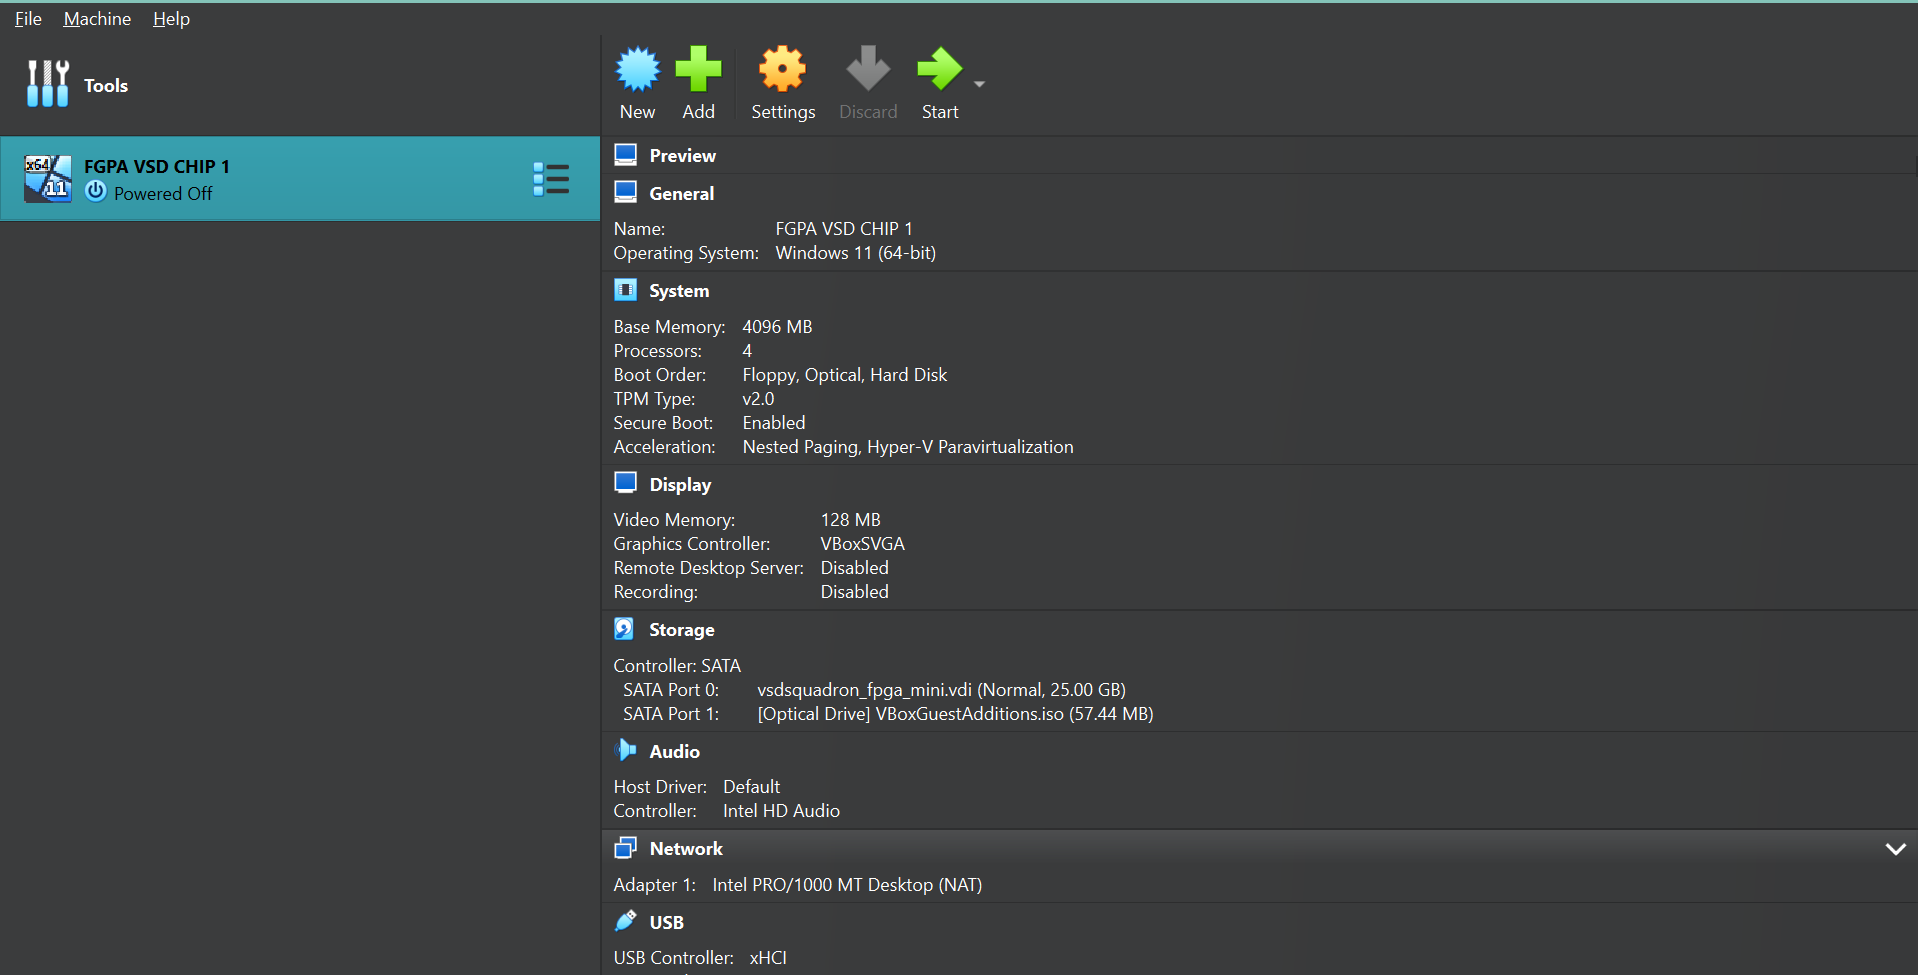 File Machine Help
Tools
New Add Settings Discard Start
x64
11
FGPA VSD CHIP 1
Powered Off
Preview
General
Name: FGPA VSD CHIP 1
Operating System: Windows 11 (64-bit)
System
Base Memory: 4096 MB
Processors: 4
Boot Order: Floppy, Optical, Hard Disk
TPM Type: v2.0
Secure Boot: Enabled
Acceleration: Nested Paging, Hyper-V Paravirtualization
Display
Video Memory: 128 MB
Graphics Controller: VBoxSVGA
Remote Desktop Server: Disabled
Recording: Disabled
Storage
Controller: SATA
SATA Port 0: vsdsquadron_fpga_mini.vdi (Normal, 25.00 GB)
SATA Port 1: [Optical Drive] VBoxGuestAdditions.iso (57.44 MB)
Audio
Host Driver: Default
Controller: Intel HD Audio
Network
Adapter 1: Intel PRO/1000 MT Desktop (NAT)
USB
USB Controller: xHCI